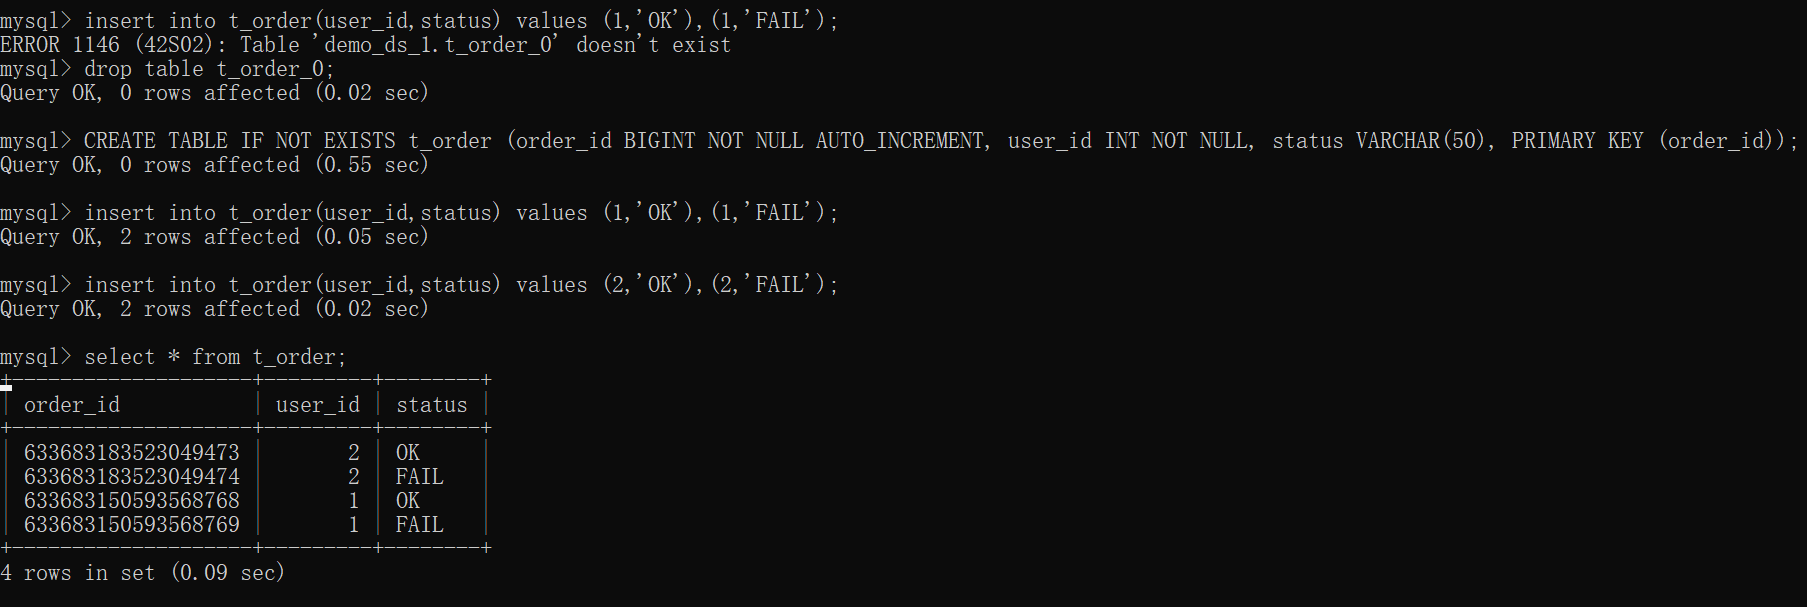 mysql> insert into t_order(user_id,status) values (1,'OK'),(1,'FAIL');
ERROR 1146 (42S02): Table 'demo_ds_1.t_order_0' doesn't exist
mysql> drop table t_order_0;
Query OK, 0 rows affected (0.02 sec)
mysql> CREATE TABLE IF NOT EXISTS t_order (order_id BIGINT NOT NULL AUTO_INCREMENT, user_id INT NOT NULL, status VARCHAR(50), PRIMARY KEY (order_id));
Query OK, 0 rows affected (0.55 sec)
mysql> insert into t_order(user_id,status) values (1,'OK'),(1,'FAIL');
Query OK, 2 rows affected (0.05 sec)
mysql> insert into t_order(user_id,status) values (2,'OK'),(2,'FAIL');
Query OK, 2 rows affected (0.02 sec)
mysql> select * from t_order;
+--------------------+---------+--------+
| order_id           | user_id | status |
+--------------------+---------+--------+
| 633683183523049473 |       2 | OK     |
| 633683183523049474 |       2 | FAIL   |
| 633683150593568768 |       1 | OK     |
| 633683150593568769 |       1 | FAIL   |
+--------------------+---------+--------+
4 rows in set (0.09 sec)